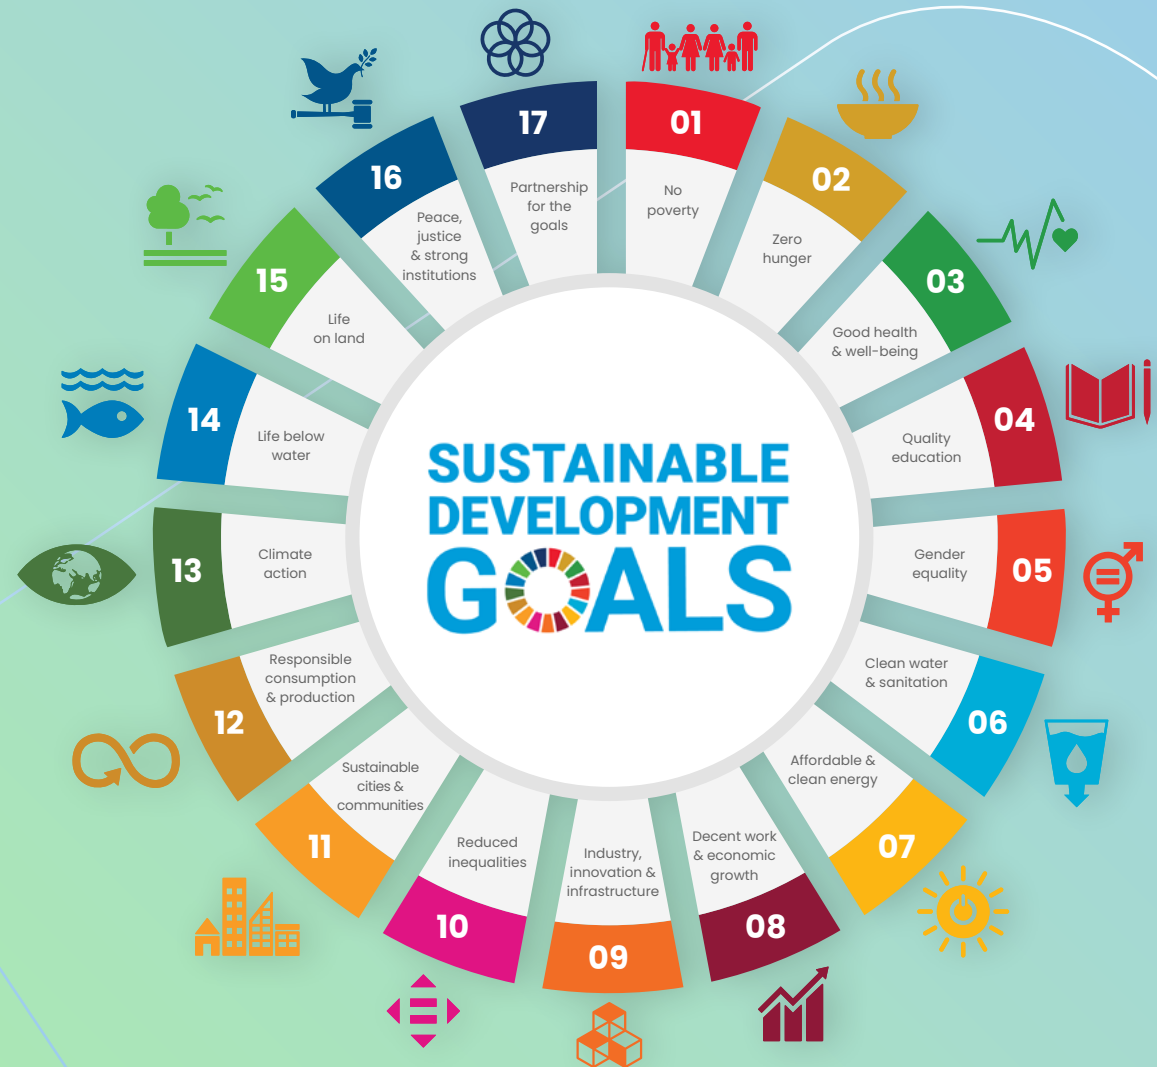 SUSTAINABLE
DEVELOPMENT
GOALS
01
No
poverty
02
Zero
hunger
03
Good health
& well-being
04
Quality
education
05
Gender
equality
06
Clean water
& sanitation
07
Affordable &
clean energy
08
Decent work
& economic
growth
09
Industry,
innovation &
infrastructure
10
Reduced
inequalities
11
Sustainable
cities &
communities
12
Responsible
consumption
& production
13
Climate
action
14
Life below
water
15
Life
on land
16
Peace,
justice
& strong
institutions
17
Partnership
for the
goals